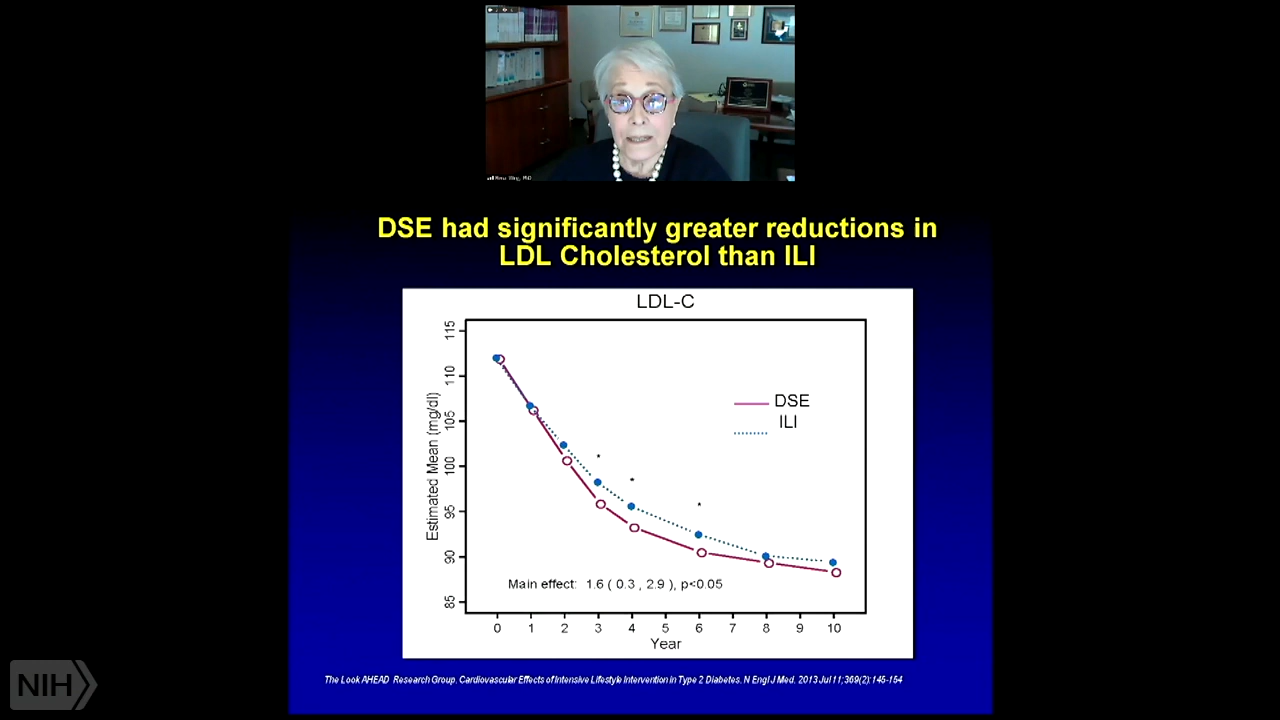 Rena Wing, PhD
DSE had significantly greater reductions in
LDL Cholesterol than ILI
LDL-C
115
110
105
100
95
90
85
Estimated Mean (mg/dl)
DSE
ILI
*
*
*
Main effect: 1.6 ( 0.3 , 2.9 ), p<0.05
0 1 2 3 4 5 6 7 8 9 10
Year
The Look AHEAD Research Group. Cardiovascular Effects of Intensive Lifestyle Intervention in Type 2 Diabetes. N Engl J Med. 2013 Jul 11;369(2):145-154
NIH